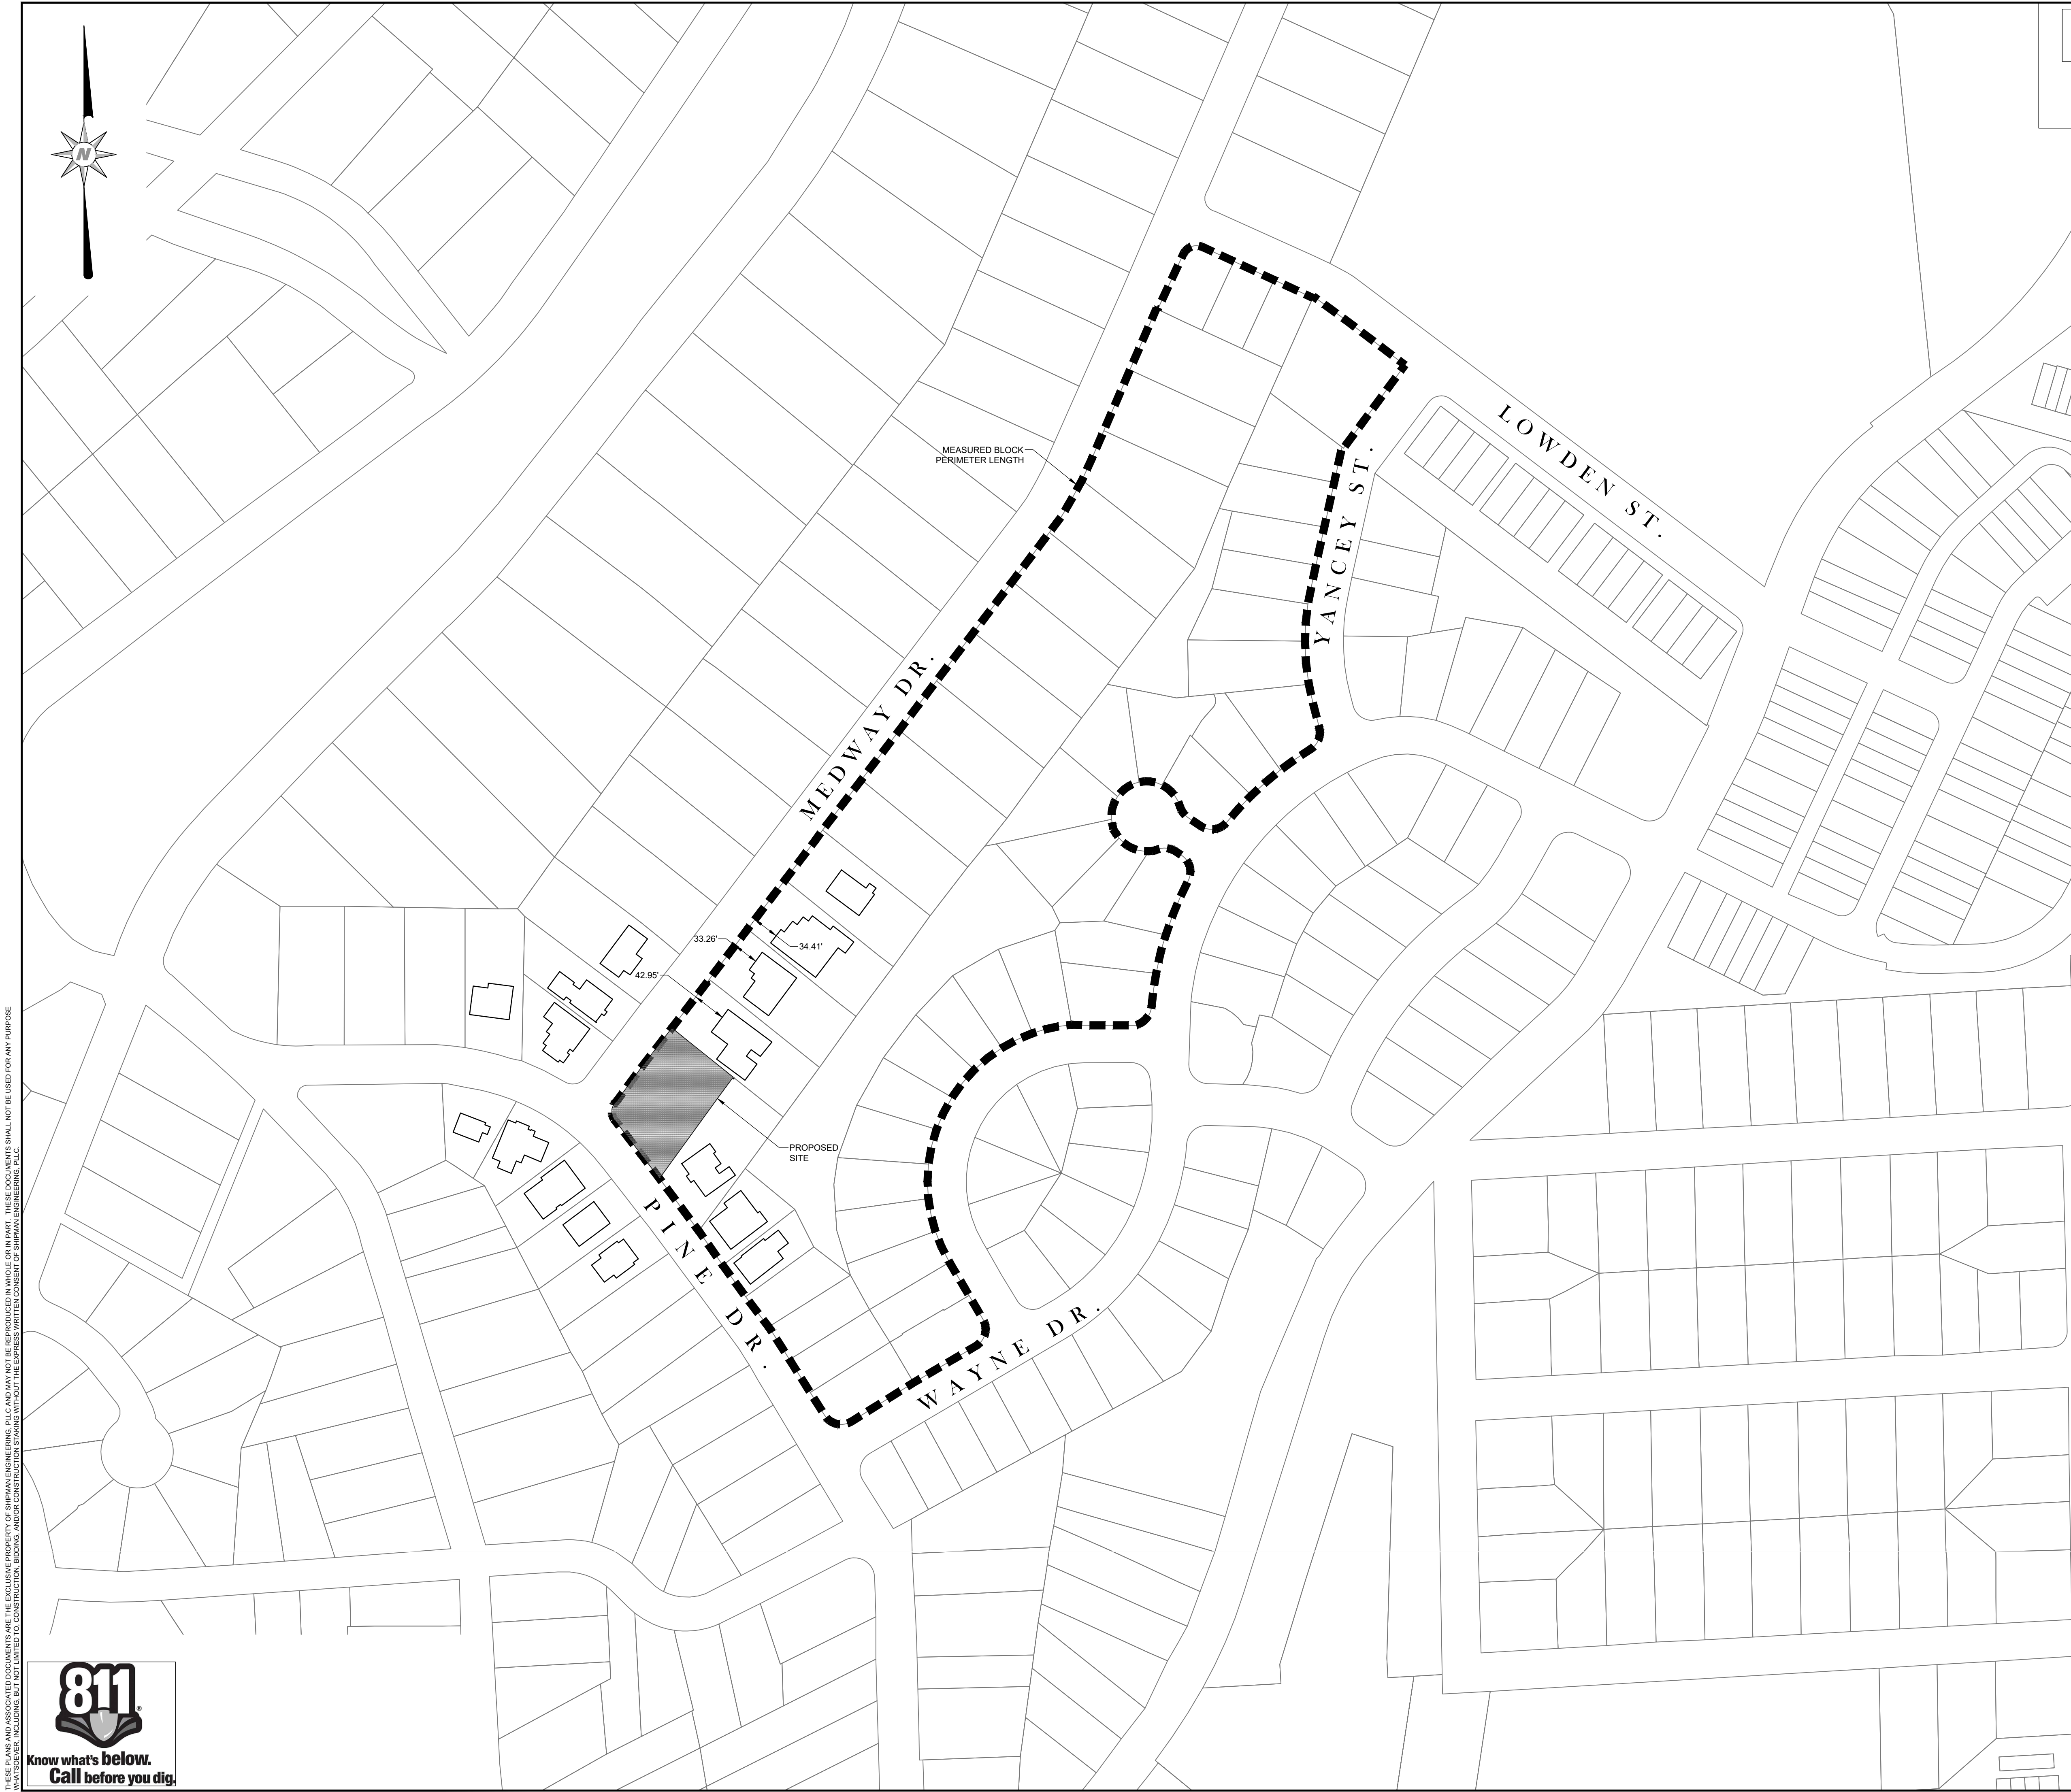 N
LOWDEN ST.
MEASURED BLOCK
PERIMETER LENGTH
YANCEY ST.
MEDWAY DR.
33.26'
34.41'
42.95'
PROPOSED
SITE
PINE DR.
WAYNE DR.
THESE PLANS AND ASSOCIATED DOCUMENTS ARE THE EXCLUSIVE PROPERTY OF SHIPMAN ENGINEERING, PLLC AND MAY NOT BE REPRODUCED IN WHOLE OR IN PART. THESE DOCUMENTS SHALL NOT BE USED FOR ANY PURPOSE
WHATSOEVER, INCLUDING, BUT NOT LIMITED TO, CONSTRUCTION, BIDDING, AND/OR CONSTRUCTION STAKING WITHOUT THE EXPRESS WRITTEN CONSENT OF SHIPMAN ENGINEERING, PLLC.
811®
Know what's below.
Call before you dig.